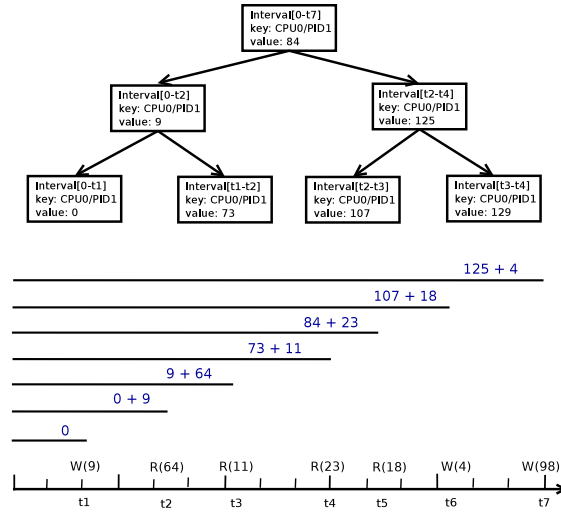 Interval[0-t7]
key: CPU0/PID1
value: 84
Interval[0-t2]
key: CPU0/PID1
value: 9
Interval[t2-t4]
key: CPU0/PID1
value: 125
Interval[0-t1]
key: CPU0/PID1
value: 0
Interval[t1-t2]
key: CPU0/PID1
value: 73
Interval[t2-t3]
key: CPU0/PID1
value: 107
Interval[t3-t4]
key: CPU0/PID1
value: 129
125 + 4
107 + 18
84 + 23
73 + 11
9 + 64
0 + 9
0
W(9) R(64) R(11) R(23) R(18) W(4) W(98)
t1 t2 t3 t4 t5 t6 t7